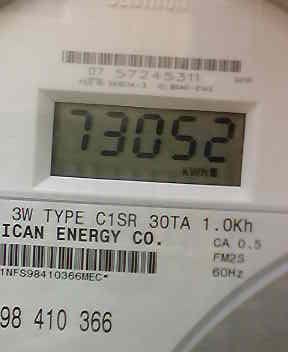 07 57245311
73052
KWH
3W TYPE C1SR 30TA 1.0Kh
ICAN ENERGY CO.
CA 0.5
FM2S
60Hz
1NFS98410366MEC*
98 410 366